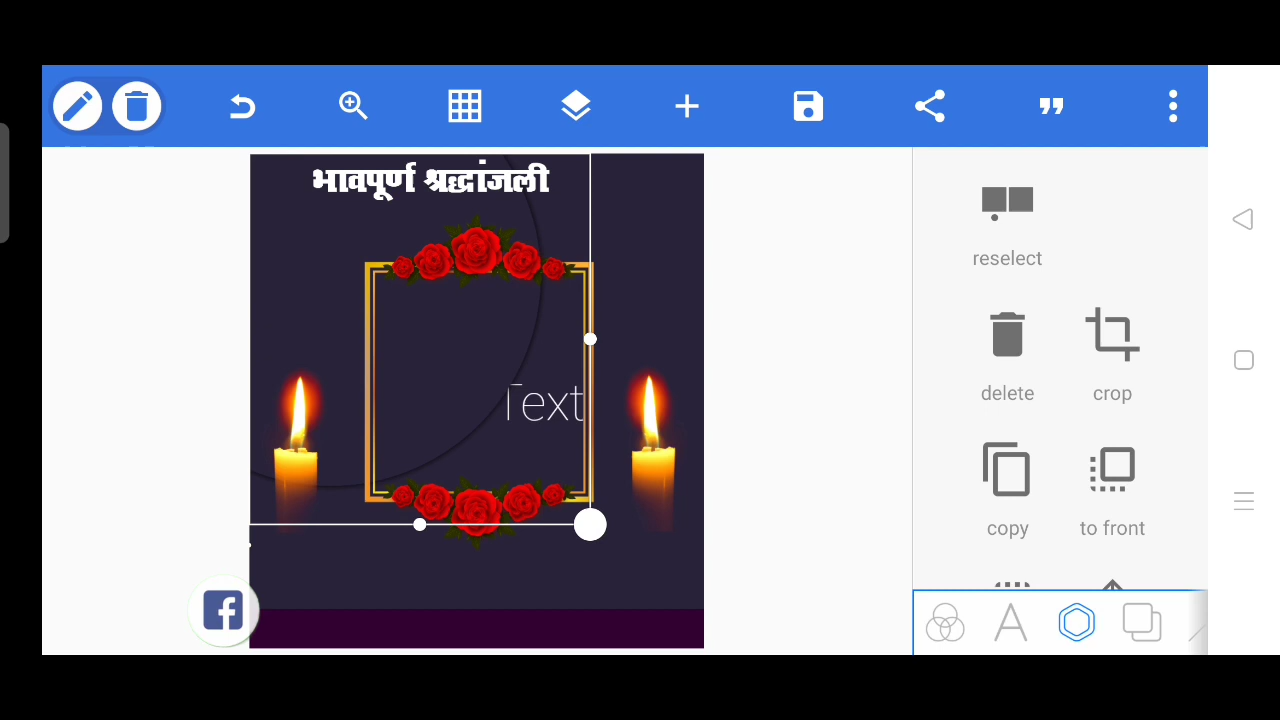 भावपूर्ण श्रद्धांजली
Text
reselect
delete
crop
copy
to front